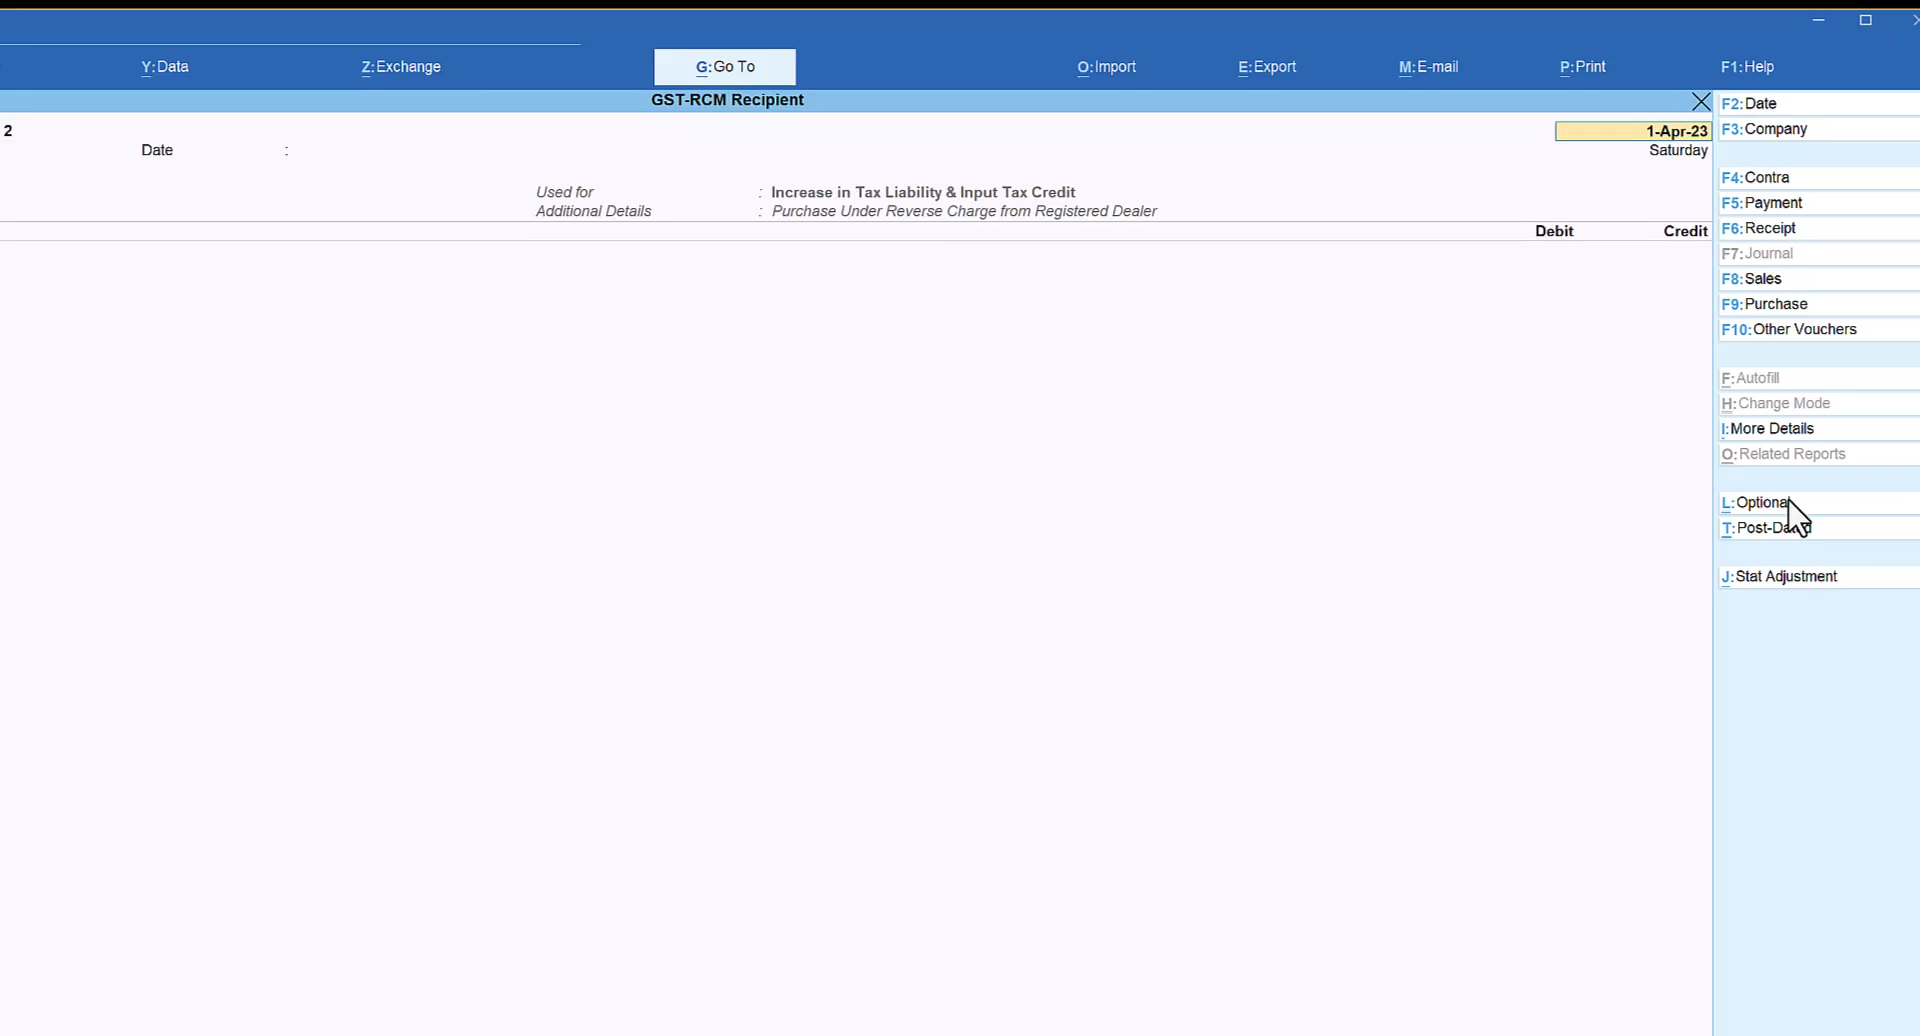 Y:Data Z:Exchange G:Go To O:Import E:Export M:E-mail P:Print F1:Help
GST-RCM Recipient
2 1-Apr-23
Date : Saturday
Used for : Increase in Tax Liability & Input Tax Credit
Additional Details : Purchase Under Reverse Charge from Registered Dealer
Debit Credit
F2:Date
F3:Company
F4:Contra
F5:Payment
F6:Receipt
F7:Journal
F8:Sales
F9:Purchase
F10:Other Vouchers
F:Autofill
H:Change Mode
I:More Details
O:Related Reports
L:Optional
T:Post-Dated
J:Stat Adjustment